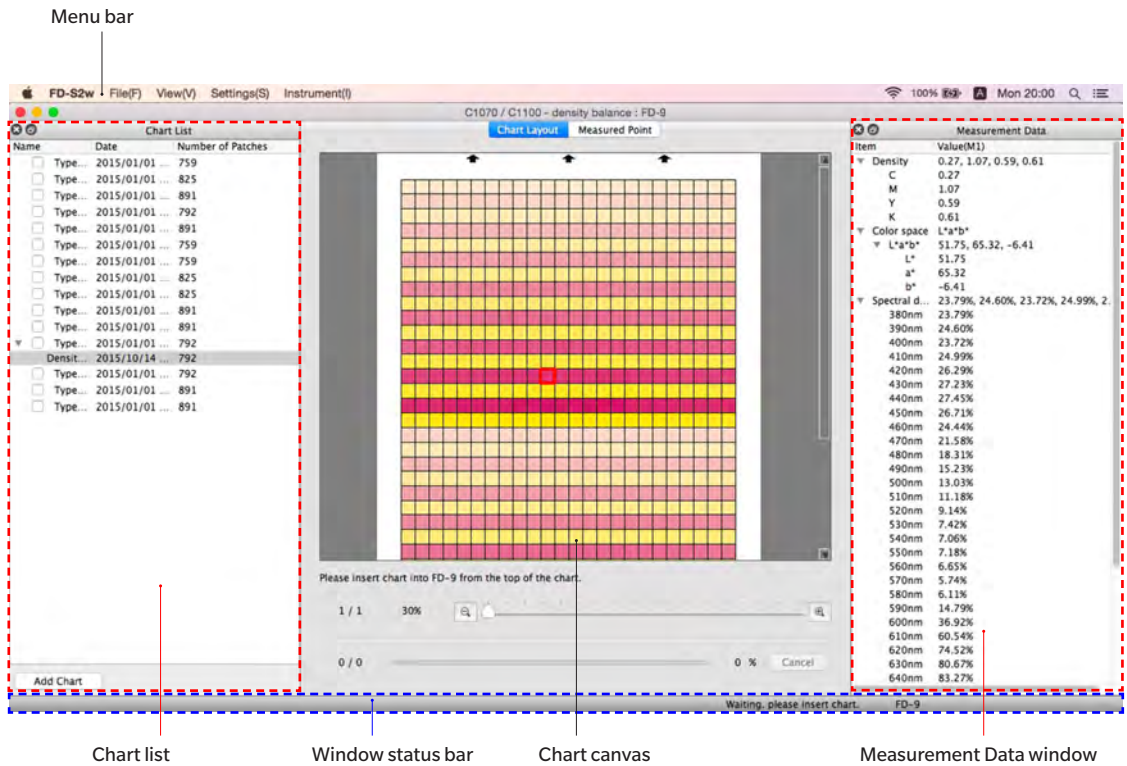 Menu bar
FD-S2w File(F) View(V) Settings(S) Instrument(I) 100% A Mon 20:00
C1070 / C1100 - density balance : FD-9
Chart List
Name Date Number of Patches
Type... 2015/01/01 ... 759
Type... 2015/01/01 ... 825
Type... 2015/01/01 ... 891
Type... 2015/01/01 ... 792
Type... 2015/01/01 ... 891
Type... 2015/01/01 ... 759
Type... 2015/01/01 ... 759
Type... 2015/01/01 ... 825
Type... 2015/01/01 ... 825
Type... 2015/01/01 ... 891
Type... 2015/01/01 ... 891
Type... 2015/01/01 ... 792
Densit... 2015/10/14 ... 792
Type... 2015/01/01 ... 792
Type... 2015/01/01 ... 891
Type... 2015/01/01 ... 891
Add Chart
Chart Layout Measured Point
Please insert chart into FD-9 from the top of the chart.
1 / 1 30%
0 / 0 0 % Cancel
Measurement Data
Item Value(M1)
Density 0.27, 1.07, 0.59, 0.61
C 0.27
M 1.07
Y 0.59
K 0.61
Color space L*a*b*
L*a*b* 51.75, 65.32, -6.41
L* 51.75
a* 65.32
b* -6.41
Spectral d... 23.79%, 24.60%, 23.72%, 24.99%, 2.
380nm 23.79%
390nm 24.60%
400nm 23.72%
410nm 24.99%
420nm 26.29%
430nm 27.23%
440nm 27.45%
450nm 26.71%
460nm 24.44%
470nm 21.58%
480nm 18.31%
490nm 15.23%
500nm 13.03%
510nm 11.18%
520nm 9.14%
530nm 7.42%
540nm 7.06%
550nm 7.18%
560nm 6.65%
570nm 5.74%
580nm 6.11%
590nm 14.79%
600nm 36.92%
610nm 60.54%
620nm 74.52%
630nm 80.67%
640nm 83.27%
Waiting, please insert chart. FD-9
Chart list Window status bar Chart canvas Measurement Data window